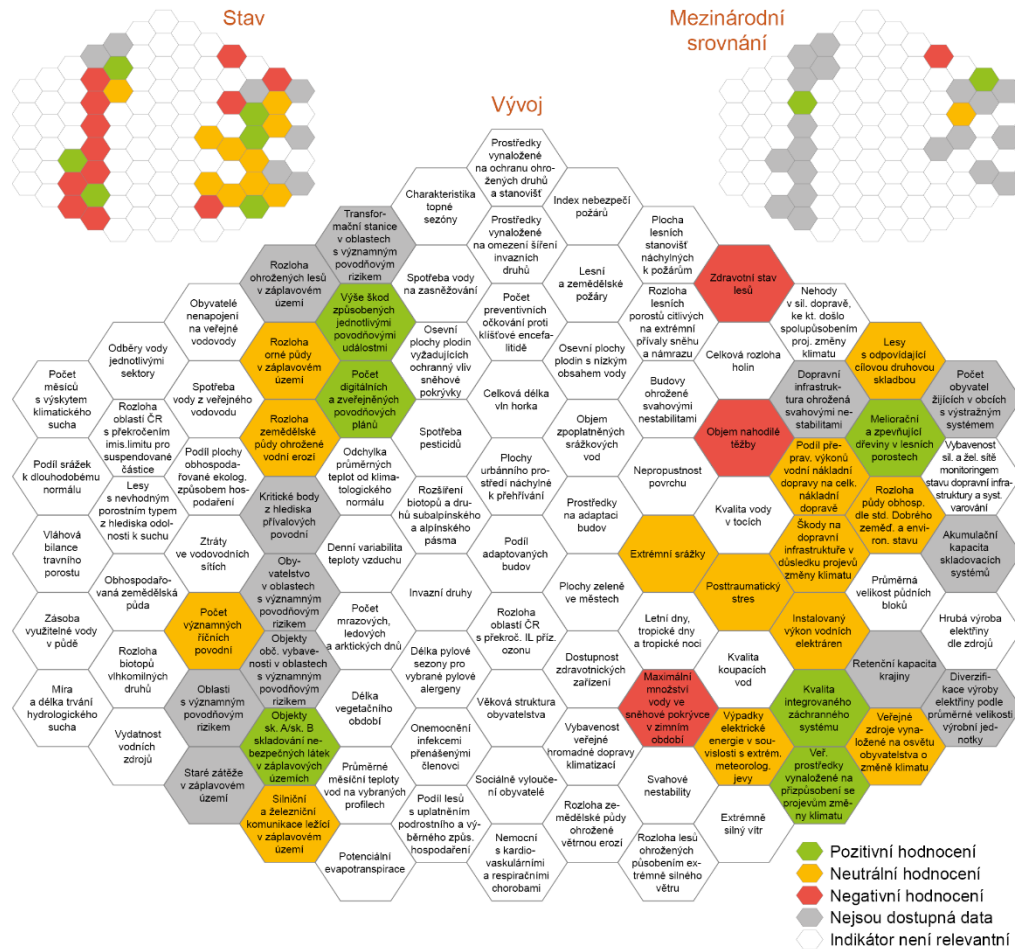 Stav
Mezinárodní
srovnání
Vývoj
Počet
měsíců
s výskytem
klimatického
sucha
Podíl srážek
k dlouhodobému
normálu
Vláhová
bilance
travního
porostu
Zásoba
využitelné vody
v půdě
Míra
a délka trvání
hydrologického
sucha
Odběry vody
jednotlivými
sektory
Rozloha
oblastí ČR
s překročením
imis.limitu pro
suspendované
částice
Lesy
s nevhodným
porostním typem
z hlediska odol-
nosti k suchu
Obhospodařo-
vaná zemědělská
půda
Rozloha
biotopů
vlhkomilných
druhů
Vydatnost
vodních
zdrojů
Obyvatelé
nenapojení
na veřejné
vodovody
Spotřeba
vody z veřejného
vodovodu
Podíl plochy
obhospoda-
řované ekolog.
způsobem hos-
podaření
Ztráty
ve vodovodních
sítích
Počet
významných
říčních
povodní
Oblasti
s významným
povodňovým
rizikem
Staré zátěže
v záplavovém
území
Rozloha
ohrožených lesů
v záplavovém
území
Rozloha
orné půdy
v záplavovém
území
Rozloha
zemědělské
půdy ohrožené
vodní erozí
Kritické body
z hlediska
přívalových
povodní
Oby-
vatelstvo
v oblastech
s významným
povodňovým
rizikem
Objekty
obč. vybave-
nosti v oblastech
s významným
povodňovým
rizikem
Objekty
sk. A/sk. B
skladování ne-
bezpečných látek
v záplavových
územích
Silniční
a železniční
komunikace ležící
v záplavovém
území
Transfor-
mační stanice
v oblastech
s významným
povodňovým
rizikem
Výše škod
způsobených
jednotlivými
povodňovými
událostmi
Počet
digitálních
a zveřejněných
povodňových
plánů
Odchylka
průměrných
teplot od klima-
tologického
normálu
Denní variabilita
teploty vzduchu
Počet
mrazových,
ledových
a arktických dnů
Délka
vegetačního
období
Průměrné
měsíční teploty
vod na vybraných
profilech
Potenciální
evapotranspirace
Charakteristika
topné
sezóny
Spotřeba vody
na zasněžování
Osevní
plochy plodin
vyžadujících
ochranný vliv
sněhové
pokrývky
Spotřeba
pesticidů
Rozšíření
biotopů a dru-
hů subalpínského
a alpínského
pásma
Invazní druhy
Délka
pylové sezony
pro vybrané
pylové
alergeny
Onemocnění
infekcemi
přenášenými
členovci
Podíl lesů
s uplatněním
podrostního a vý-
běrného způs.
hospodaření
Prostředky
vynaložené
na ochranu ohro-
žených druhů
a stanovišť
Prostředky
vynaložené
na omezení šíření
invazních
druhů
Počet
preventivních
očkování proti
klíšťové encefa-
litidě
Celková délka
vln horka
Plochy
urbánního pro-
středí náchylné
k přehřívání
Podíl
adaptovaných
budov
Rozloha
oblastí ČR
s překroč. IL příz.
ozonu
Věková struktura
obyvatelstva
Sociálně vylouče-
ní obyvatelé
Nemocní
s kardio-
vaskulárními
a respiračními
chorobami
Index nebezpečí
požárů
Lesní
a zemědělské
požáry
Osevní plochy
plodin s nízkým
obsahem vody
Objem
zpoplatněných
srážkových
vod
Prostředky
na adaptaci
budov
Plochy zeleně
ve městech
Dostupnost
zdravotnických
zařízení
Vybavenost
veřejné
hromadné dopravy
klimatizací
Rozloha ze-
mědělské půdy
ohrožené
větrnou erozí
Plocha
lesních
stanovišť
náchylných
k požárům
Rozloha
lesních
porostů citlivých
na extrémní
přívaly sněhu
a námrazu
Budovy
ohrožené
svahovými
nestabilitami
Nepropustnost
povrchu
Extrémní srážky
Letní dny,
tropické dny
a tropické noci
Maximální
množství
vody ve
sněhové pokrývce
v zimním
období
Svahové
nestability
Rozloha lesů
ohrožených
působením ex-
trémně silného
větru
Zdravotní stav
lesů
Celková rozloha
holin
Objem nahodilé
těžby
Kvalita vody
v tocích
Posttraumatický
stres
Kvalita
koupacích
vod
Výpadky
elektrické
energie v sou-
vislosti s extrém.
meteorolog.
jevy
Extrémně
silný vítr
Nehody
v sil. dopravě,
ke kt. došlo
spolupůsobením
proj. změny
klimatu
Dopravní
infrastruk-
tura ohrožená
svahovými ne-
stabilitami
Podíl pře-
prav. výkonů
vodní nákladní
dopravy na celk.
nákladní
dopravě
Škody na
dopravní
infrastruktuře v
důsledku projevů
změny klimatu
Instalovaný
výkon vodních
elektráren
Kvalita
integrovaného
záchranného
systému
Veř.
prostředky
vynaložené na
přizpůsobení se
projevům změ-
ny klimatu
Lesy
s odpovídající
cílovou druhovou
skladbou
Meliorační
a zpevňující
dřeviny v lesních
porostech
Rozloha
půdy obhosp.
dle std. Dobrého
zeměd. a envi-
ron. stavu
Průměrná
velikost půdních
bloků
Retenční kapacita
krajiny
Veřejné
zdroje vyna-
ložené na osvětu
obyvatelstva o
změně klimatu
Počet obyvatel
žijících v obcích
s výstražným
systémem
Vybavenost
sil. a žel. sítě
monitoringem
stavu dopravní infra-
struktury a syst.
varování
Akumulační
kapacita
skladovacích
systémů
Hrubá výroba
elektřiny
dle zdrojů
Diverzifi-
kace výroby
elektřiny podle
průměrné velikosti
výrobní jed-
notky
Pozitivní hodnocení
Neutrální hodnocení
Negativní hodnocení
Nejsou dostupná data
Indikátor není relevantní